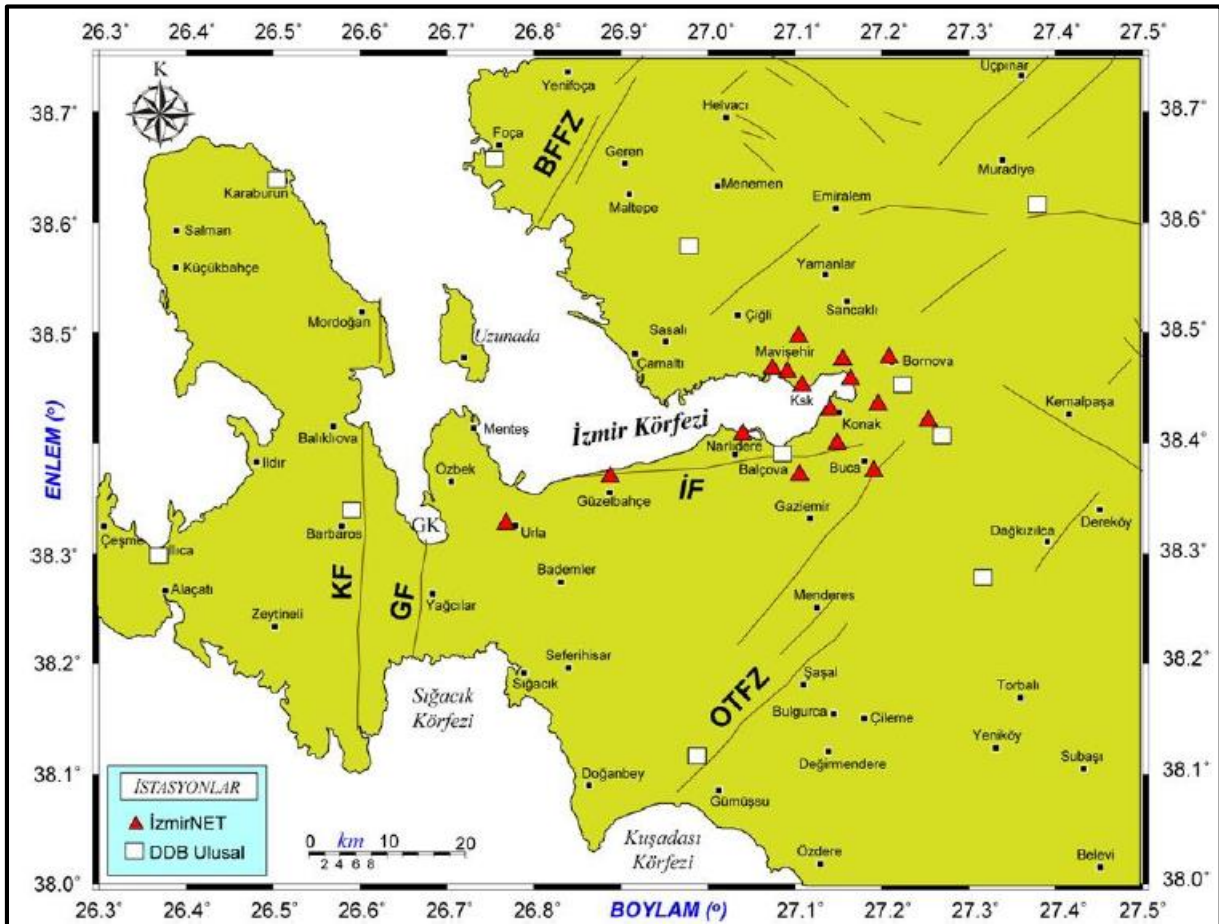 26.3° 26.4° 26.5° 26.6° 26.7° 26.8° 26.9° 27.0° 27.1° 27.2° 27.3° 27.4° 27.5°
K
Yenifoça
Üçpınar
38.7°
Helvacı
38.7°
Foça
BFFZ
Geren
Muradiye
Karaburun
Menemen
Maltepe
Emiralem
38.6°
Salman
38.6°
Küçükbahçe
Yamanlar
Sancaklı
Mordoğan
Çiğli
38.5°
Uzunada
Sasalı
38.5°
Çamaltı
Mavişehir
Bornova
Ksk
Kemalpaşa
ENLEM (o)
Balıklıova
Menteş
İzmir Körfezi
Konak
38.4°
Narlıdere
38.4°
Ildır
Özbek
Balçova
Buca
İF
Güzelbahçe
Gaziemir
GK
Çeşme
Barbaros
Urla
Dağkızılca
Dereköy
38.3°
Ilıca
38.3°
Alaçatı
KF
GF
Bademler
Yağcılar
Menderes
Zeytineli
38.2°
Seferihisar
38.2°
Sığacık
Şaşal
Torbalı
Sığacık
Körfezi
OTFZ
Bulgurca
Çileme
Yeniköy
Değirmendere
Subaşı
38.1°
İSTASYONLAR
Doğanbey
Gümüşsu
38.1°
İzmirNET
0 km 10 20
2 4 6 8
DDB Ulusal
Kuşadası
Körfezi
Özdere
Belevi
38.0°
38.0°
26.3° 26.4° 26.5° 26.6° 26.7° 26.8° 26.9° 27.0° 27.1° 27.1° 27.3° 27.4° 27.5°
BOYLAM (o)